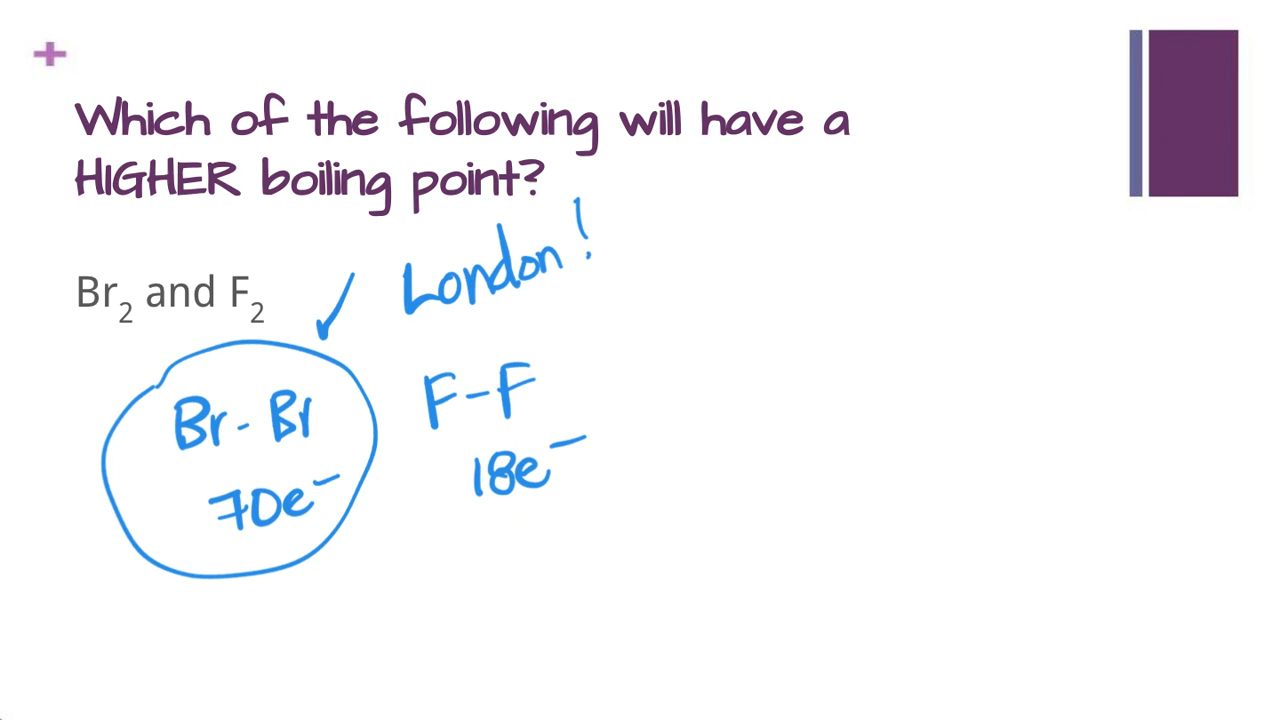 Which of the following will have a
HIGHER boiling point?
London!
Br₂ and F₂
Br-Br
F-F
70e⁻
18e⁻